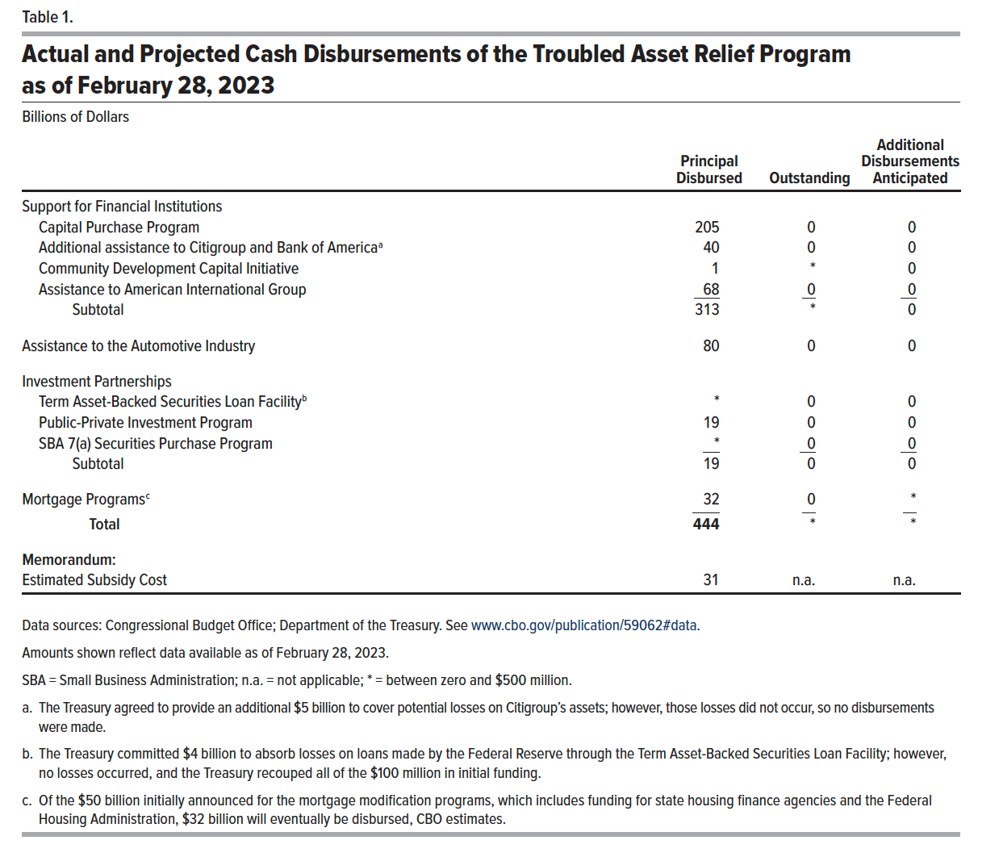 Table 1.
Actual and Projected Cash Disbursements of the Troubled Asset Relief Program
as of February 28, 2023
Billions of Dollars
Principal Disbursed Outstanding Additional Disbursements Anticipated
Support for Financial Institutions
Capital Purchase Program 205 0 0
Additional assistance to Citigroup and Bank of Americaᵃ 40 0 0
Community Development Capital Initiative 1 * 0
Assistance to American International Group 68 0 0
Subtotal 313 * 0
Assistance to the Automotive Industry 80 0 0
Investment Partnerships
Term Asset-Backed Securities Loan Facilityᵇ * 0 0
Public-Private Investment Program 19 0 0
SBA 7(a) Securities Purchase Program * 0 0
Subtotal 19 0 0
Mortgage Programsᶜ 32 0 *
Total 444 * *
Memorandum:
Estimated Subsidy Cost 31 n.a. n.a.
Data sources: Congressional Budget Office; Department of the Treasury. See www.cbo.gov/publication/59062#data.
Amounts shown reflect data available as of February 28, 2023.
SBA = Small Business Administration; n.a. = not applicable; * = between zero and $500 million.
a. The Treasury agreed to provide an additional $5 billion to cover potential losses on Citigroup's assets; however, those losses did not occur, so no disbursements
were made.
b. The Treasury committed $4 billion to absorb losses on loans made by the Federal Reserve through the Term Asset-Backed Securities Loan Facility; however,
no losses occurred, and the Treasury recouped all of the $100 million in initial funding.
c. Of the $50 billion initially announced for the mortgage modification programs, which includes funding for state housing finance agencies and the Federal
Housing Administration, $32 billion will eventually be disbursed, CBO estimates.